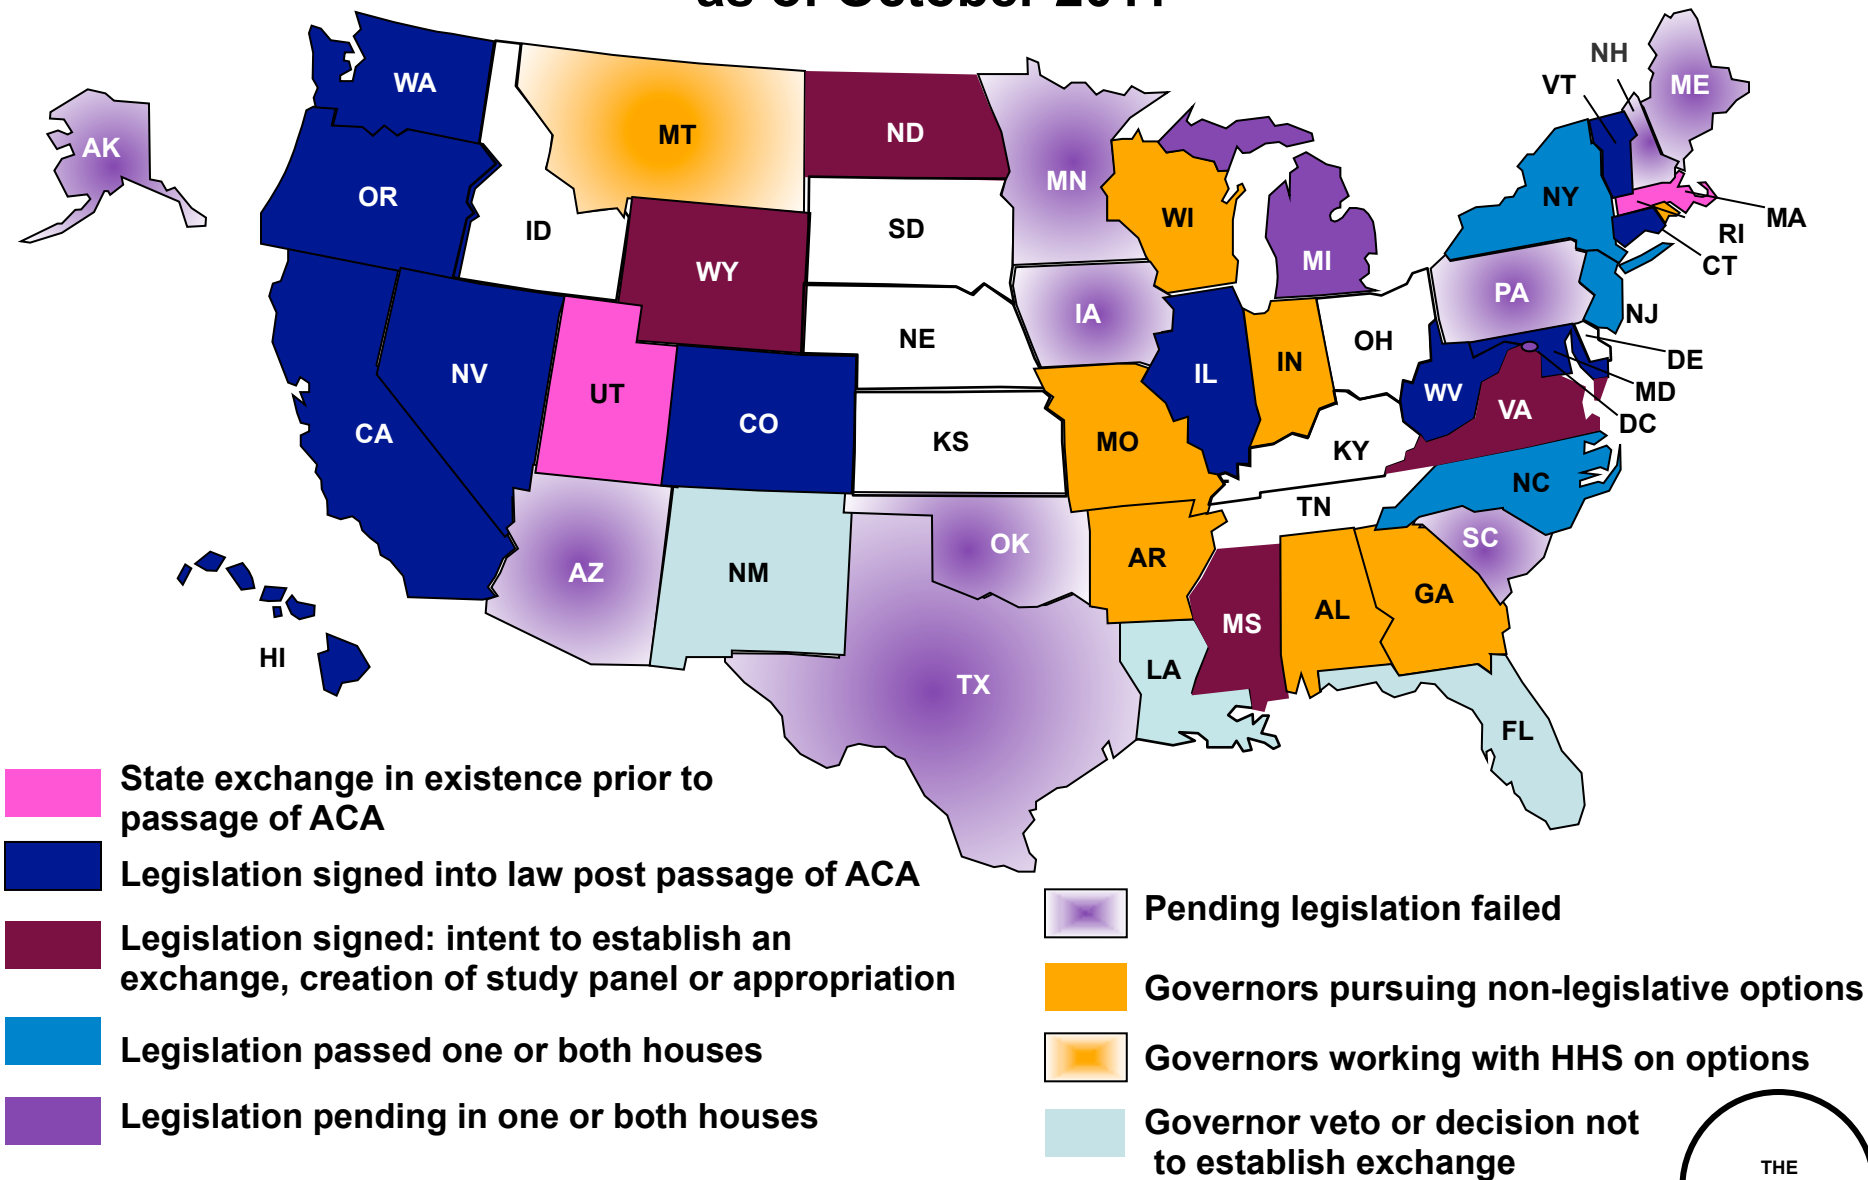 as of October 2011
NH
VT
ME
WA
AK
MT
ND
MN
OR
ID
SD
WI
NY
MA
RI
CT
WY
MI
PA
IA
NJ
NE
OH
DE
NV
UT
IL
IN
WV
MD
VA
DC
CA
CO
KS
MO
KY
NC
TN
OK
SC
AZ
NM
AR
GA
AL
MS
HI
LA
TX
FL
State exchange in existence prior to
passage of ACA
Legislation signed into law post passage of ACA
Legislation signed: intent to establish an
exchange, creation of study panel or appropriation
Legislation passed one or both houses
Legislation pending in one or both houses
Pending legislation failed
Governors pursuing non-legislative options
Governors working with HHS on options
Governor veto or decision not
to establish exchange
THE